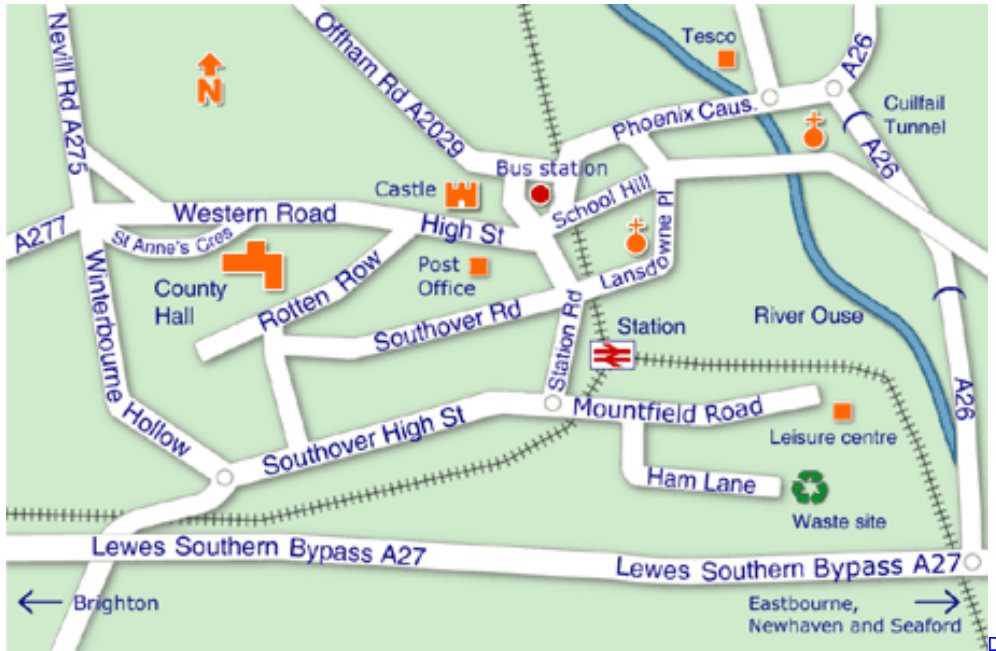 Nevill Rd A275
Offham Rd A2029
Tesco
A26
N
Phoenix Caus.
Cuilfail
Tunnel
A26
Bus station
Castle
School Hill
Western Road
High St
A277
St Anne's Cres
Lansdowne Pl
Post
Office
County
Hall
Rotten Row
Winterbourne
Hollow
Southover Rd
Station Rd
Station
River Ouse
A26
Mountfield Road
Southover High St
Leisure centre
Ham Lane
Waste site
Lewes Southern Bypass A27
Lewes Southern Bypass A27
Brighton
Eastbourne,
Newhaven and Seaford